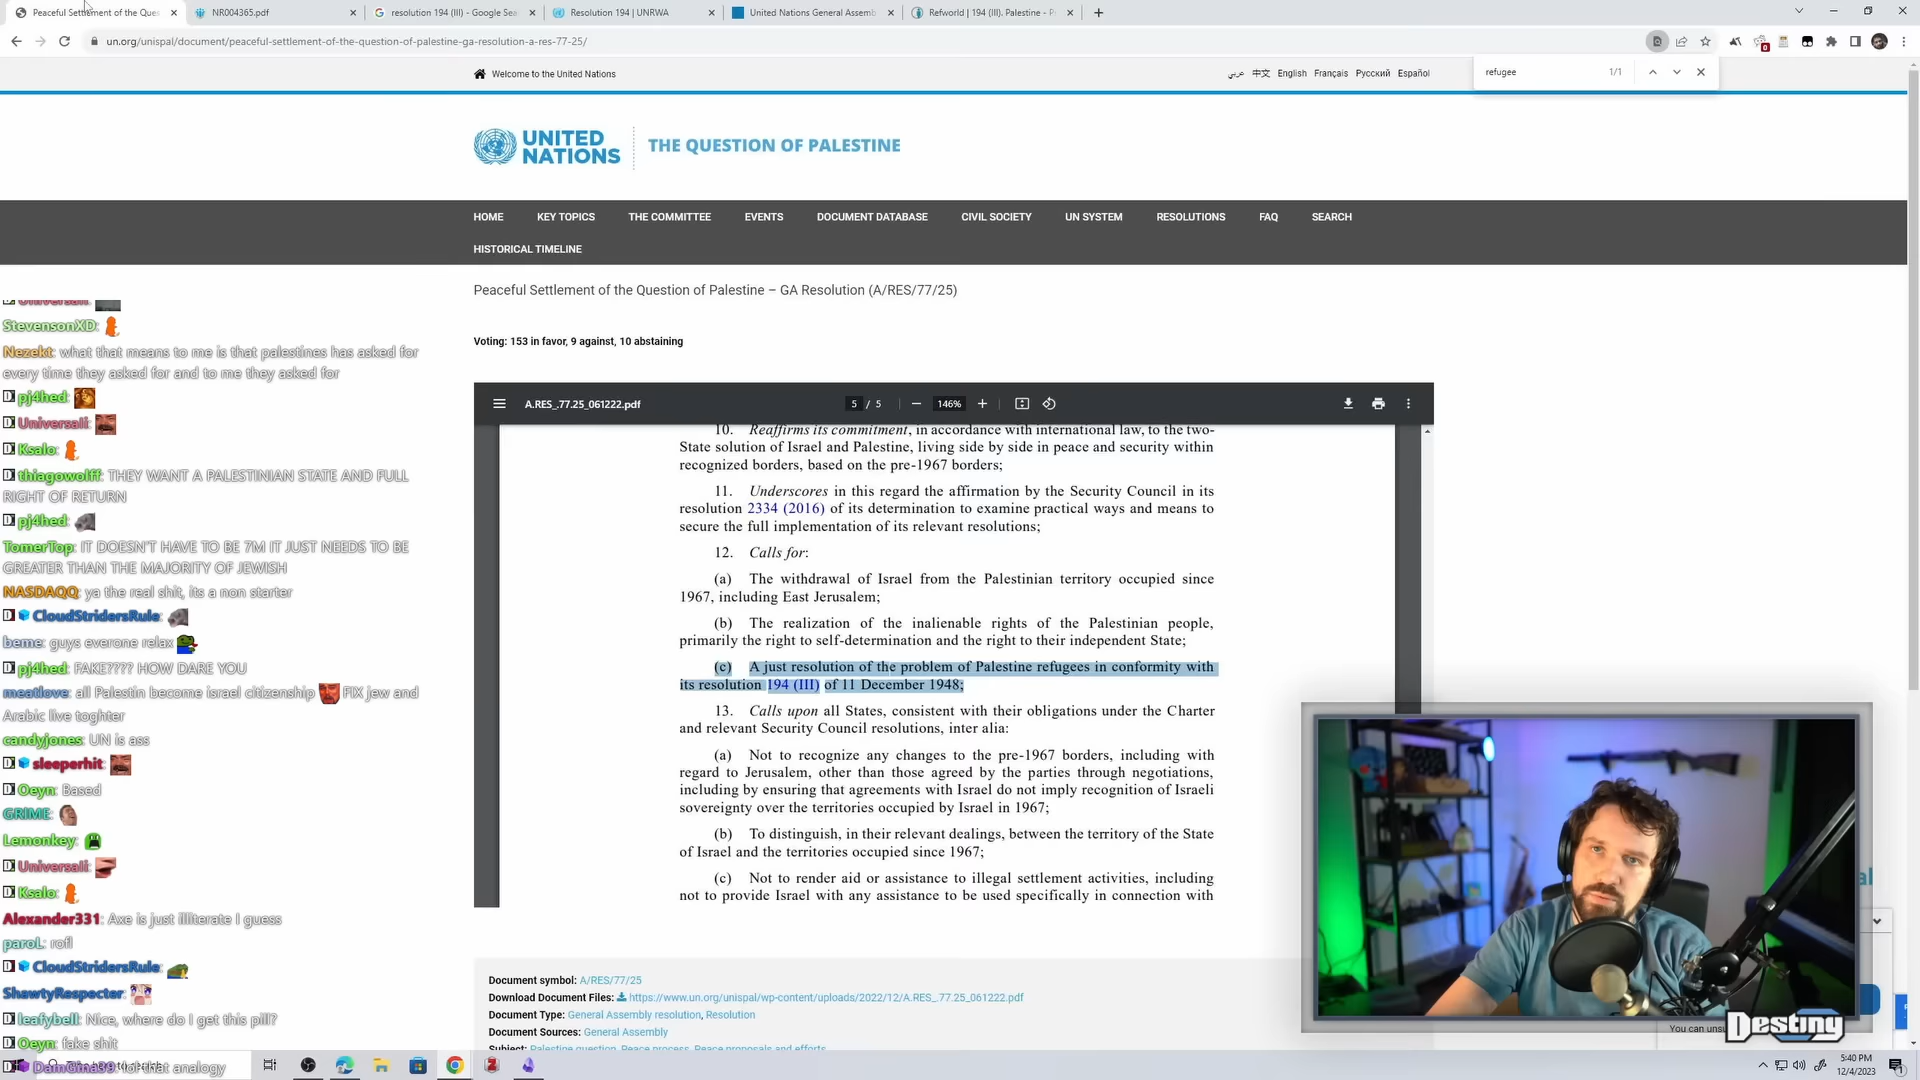 Peaceful Settlement of the Ques
NR004365.pdf
resolution 194 (III) - Google Sea
Resolution 194 | UNRWA
United Nations General Assemb
Refworld | 194 (III). Palestine - P
un.org/unispal/document/peaceful-settlement-of-the-question-of-palestine-ga-resolution-a-res-77-25/
refugee 1/1
Welcome to the United Nations
عربي 中文 English Français Русский Español
UNITED NATIONS
THE QUESTION OF PALESTINE
HOME KEY TOPICS THE COMMITTEE EVENTS DOCUMENT DATABASE CIVIL SOCIETY UN SYSTEM RESOLUTIONS FAQ SEARCH
HISTORICAL TIMELINE
Peaceful Settlement of the Question of Palestine – GA Resolution (A/RES/77/25)
Voting: 153 in favor, 9 against, 10 abstaining
A.RES_.77.25_061222.pdf
5 / 5
146%
10. Reaffirms its commitment, in accordance with international law, to the two-
State solution of Israel and Palestine, living side by side in peace and security within
recognized borders, based on the pre-1967 borders;
11. Underscores in this regard the affirmation by the Security Council in its
resolution 2334 (2016) of its determination to examine practical ways and means to
secure the full implementation of its relevant resolutions;
12. Calls for:
(a) The withdrawal of Israel from the Palestinian territory occupied since
1967, including East Jerusalem;
(b) The realization of the inalienable rights of the Palestinian people,
primarily the right to self-determination and the right to their independent State;
(c) A just resolution of the problem of Palestine refugees in conformity with
its resolution 194 (III) of 11 December 1948;
13. Calls upon all States, consistent with their obligations under the Charter
and relevant Security Council resolutions, inter alia:
(a) Not to recognize any changes to the pre-1967 borders, including with
regard to Jerusalem, other than those agreed by the parties through negotiations,
including by ensuring that agreements with Israel do not imply recognition of Israeli
sovereignty over the territories occupied by Israel in 1967;
(b) To distinguish, in their relevant dealings, between the territory of the State
of Israel and the territories occupied since 1967;
(c) Not to render aid or assistance to illegal settlement activities, including
not to provide Israel with any assistance to be used specifically in connection with
Document symbol: A/RES/77/25
Download Document Files: https://www.un.org/unispal/wp-content/uploads/2022/12/A.RES_.77.25_061222.pdf
Document Type: General Assembly resolution, Resolution
Document Sources: General Assembly
Subject: Palestine question, Peace process, Peace proposals and efforts
StevensonXD:
Nezekt: what that means to me is that palestines has asked for
every time they asked for and to me they asked for
pj4hed:
Universaii:
Ksalo:
thiagowolff: THEY WANT A PALESTINIAN STATE AND FULL
RIGHT OF RETURN
pj4hed:
TomerTop: IT DOESN'T HAVE TO BE 7M IT JUST NEEDS TO BE
GREATER THAN THE MAJORITY OF JEWISH
NASDAQQ: ya the real shit, its a non starter
CloudStridersRule:
beme: guys everone relax
pj4hed: FAKE???? HOW DARE YOU
meatlove: all Palestin become israel citizenship FIX jew and
Arabic live toghter
candyjones: UN is ass
sleeperhit:
Oeyn: Based
GRIME:
Lemonkey:
Universaii:
Ksalo:
Alexander331: Axe is just illiterate I guess
paroL: rofl
CloudStridersRule:
ShawtyRespecter:
leafybell: Nice, where do I get this pill?
Oeyn: fake shit
DamGina39: lol that analogy
You can unsu
Destiny
5:40 PM
12/4/2023